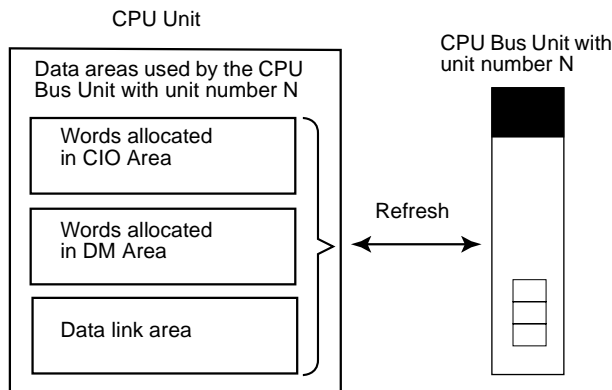 CPU Unit
CPU Bus Unit with
unit number N
Data areas used by the CPU
Bus Unit with unit number N
Words allocated
in CIO Area
Words allocated
in DM Area
Data link area
Refresh